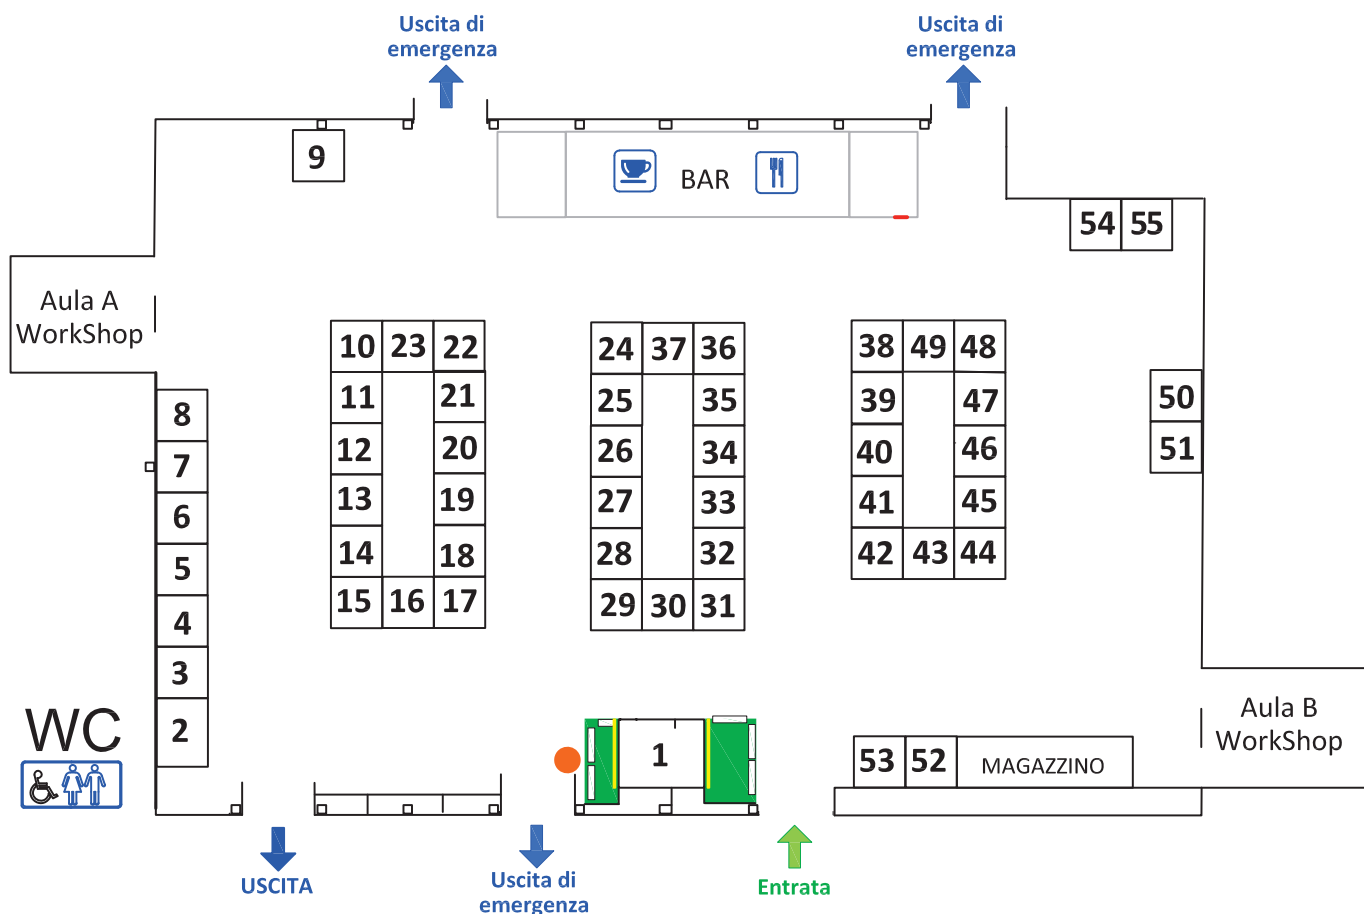 Uscita di
emergenza
Uscita di
emergenza
9
BAR
54 55
Aula A
WorkShop
10 23 22
24 37 36
38 49 48
8
11 21
25 35
39 47
50
7
12 20
26 34
40 46
51
6
13 19
27 33
41 45
5
14 18
28 32
42 43 44
4
15 16 17
29 30 31
3
2
WC
1
53 52 MAGAZZINO
Aula B
WorkShop
USCITA
Uscita di
emergenza
Entrata